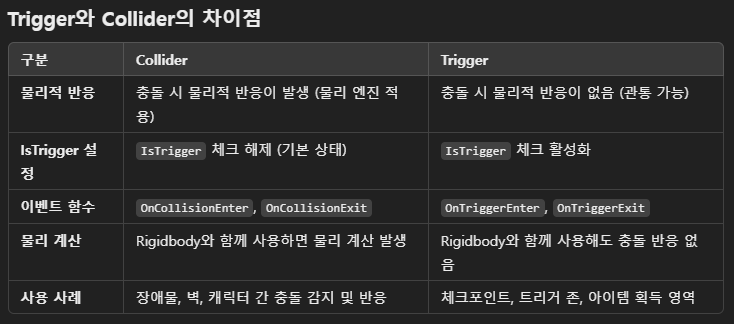 Trigger와 Collider의 차이점
구분 Collider Trigger
물리적 반응 충돌 시 물리적 반응이 발생 (물리 엔진 적용) 충돌 시 물리적 반응이 없음 (관통 가능)
IsTrigger 설정 IsTrigger 체크 해제 (기본 상태) IsTrigger 체크 활성화
이벤트 함수 OnCollisionEnter, OnCollisionExit OnTriggerEnter, OnTriggerExit
물리 계산 Rigidbody와 함께 사용하면 물리 계산 발생 Rigidbody와 함께 사용해도 충돌 반응 없음
사용 사례 장애물, 벽, 캐릭터 간 충돌 감지 및 반응 체크포인트, 트리거 존, 아이템 획득 영역